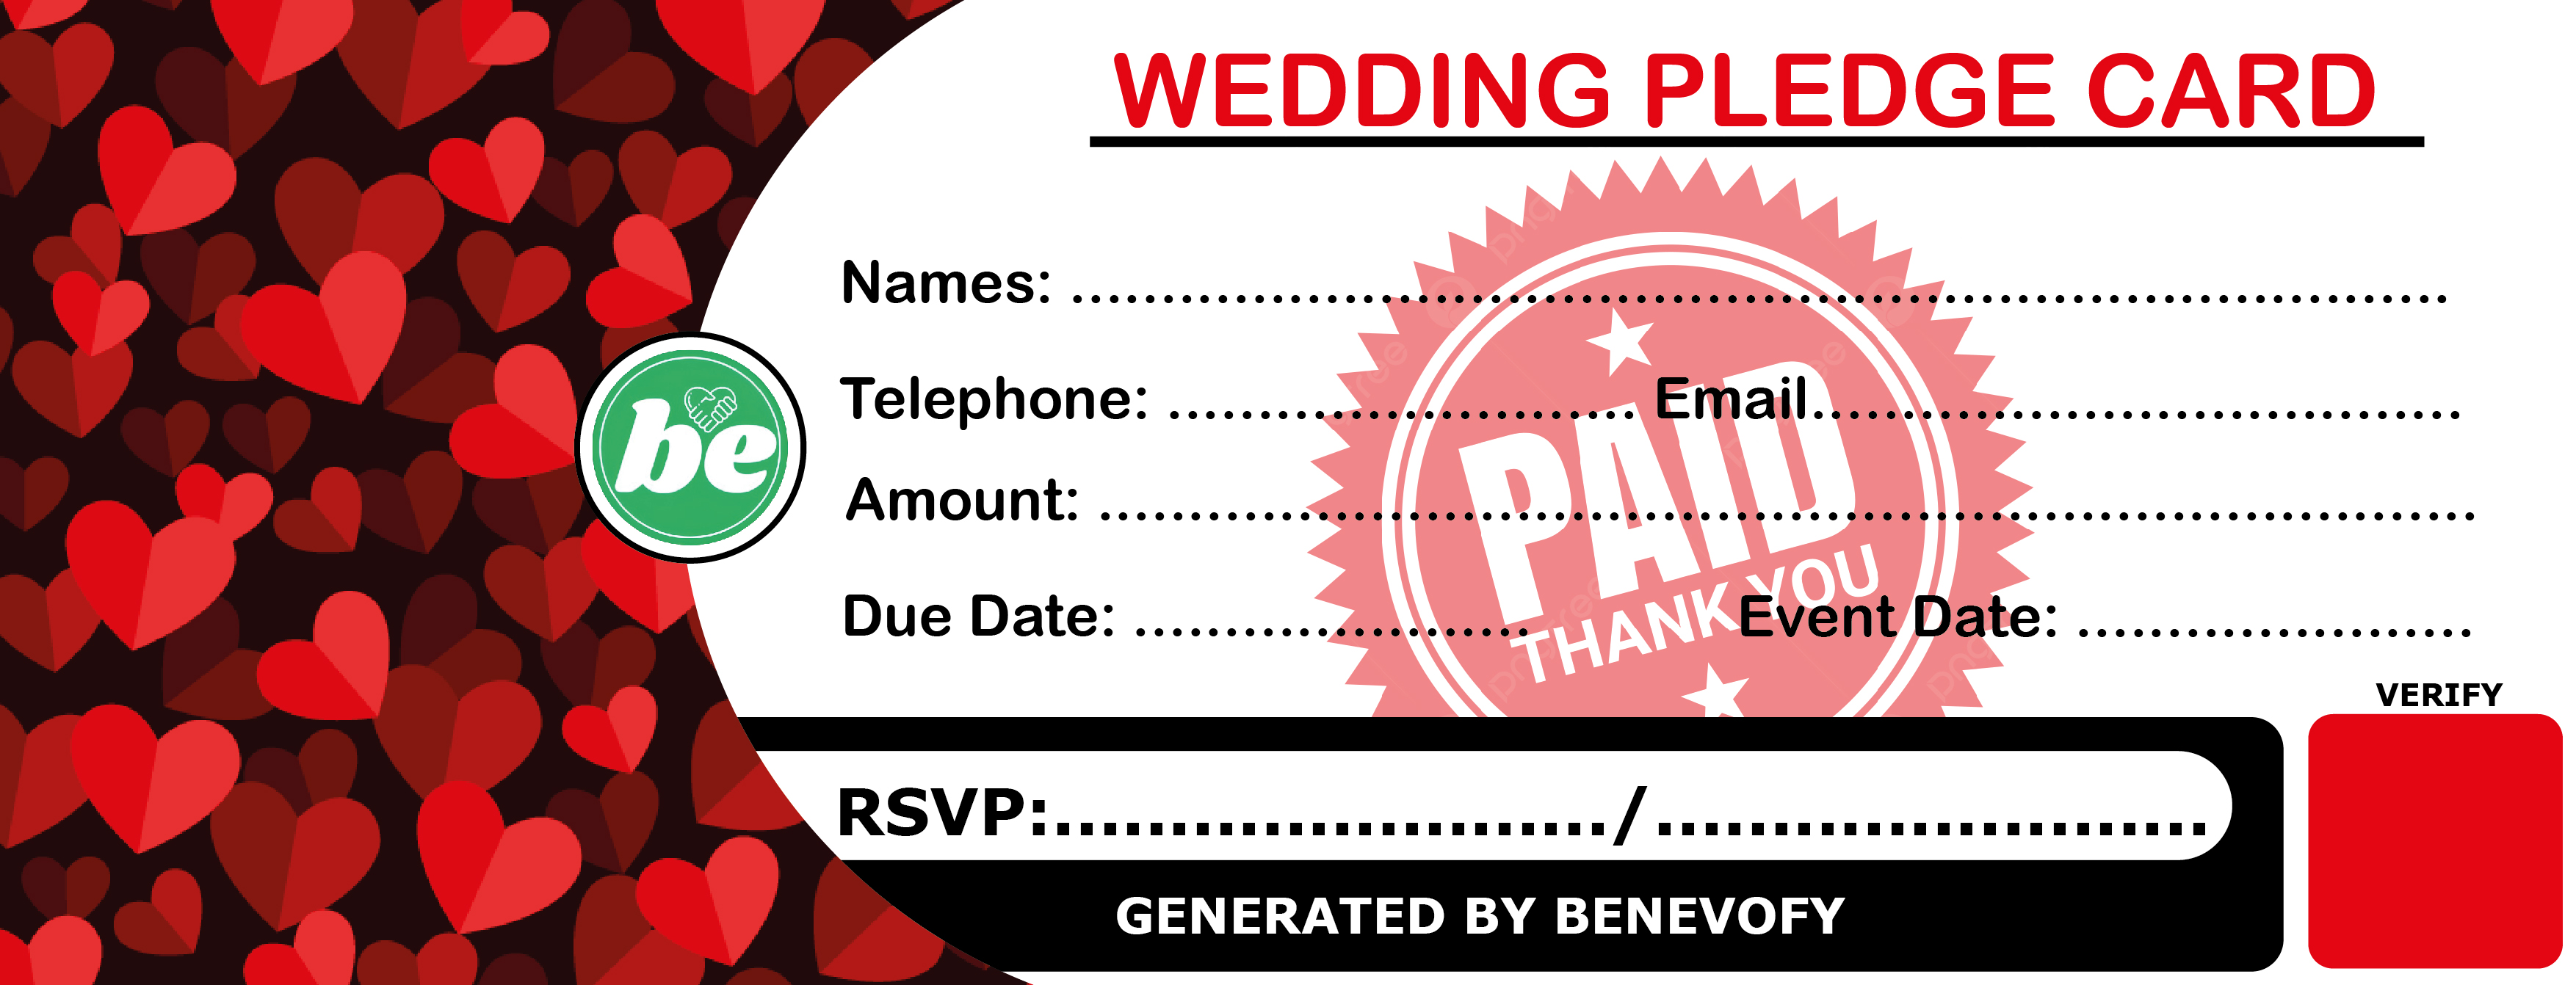 WEDDING PLEDGE CARD
Names: ............................................................................
Telephone: .......................... Email....................................
be
Amount: ............................................................................
PAID
THANK YOU
Due Date: ...................... Event Date: ......................
VERIFY
RSVP:......................../........................
GENERATED BY BENEVOFY